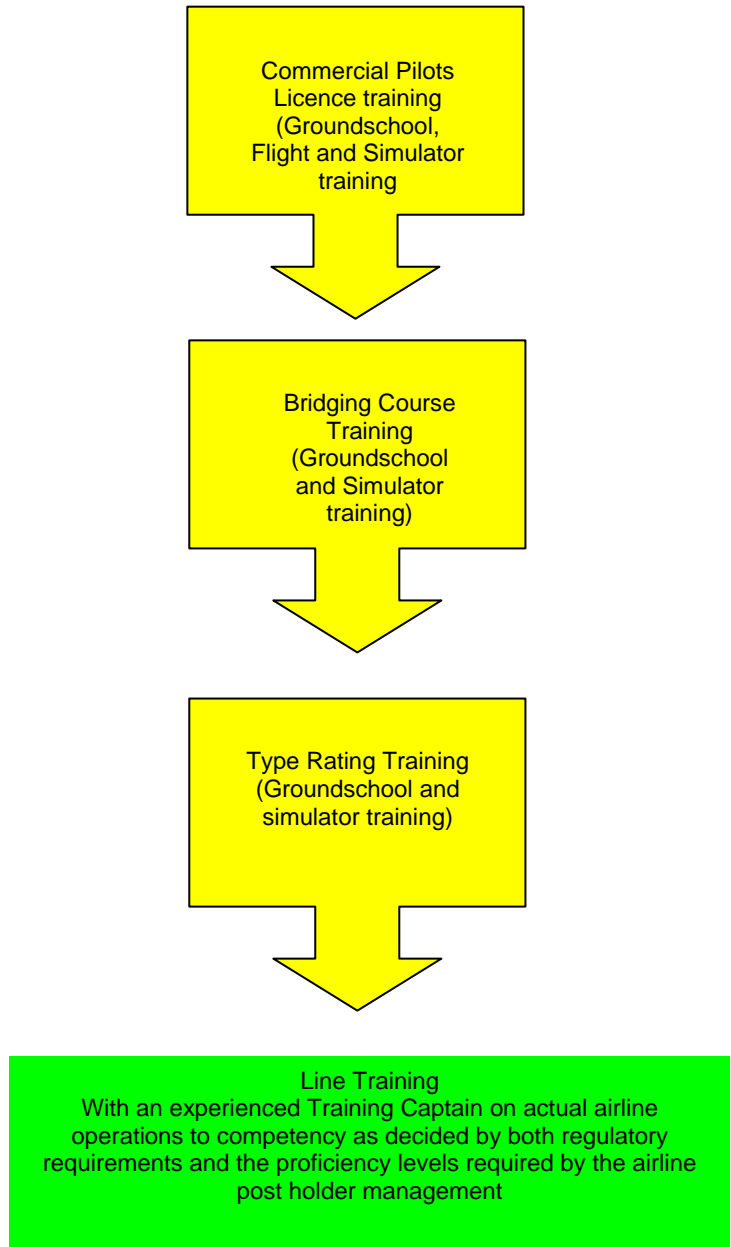 Commercial Pilots
Licence training
(Groundschool,
Flight and Simulator
training
Bridging Course
Training
(Groundschool
and Simulator
training)
Type Rating Training
(Groundschool and
simulator training)
Line Training
With an experienced Training Captain on actual airline
operations to competency as decided by both regulatory
requirements and the proficiency levels required by the airline
post holder management